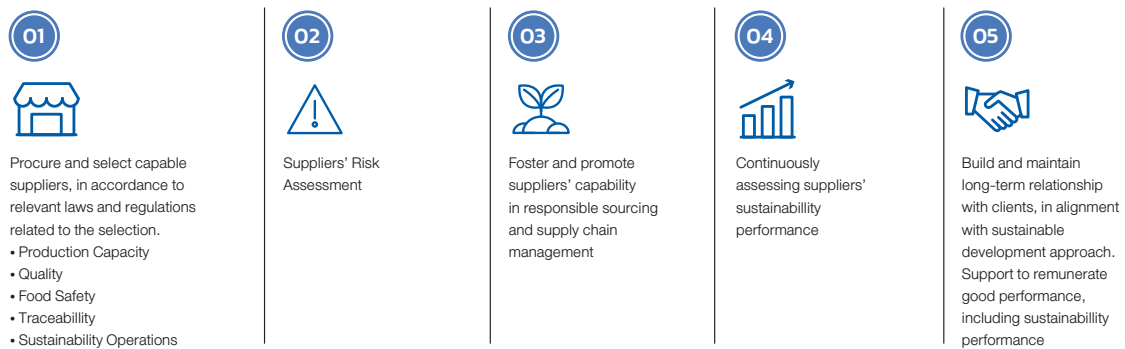 01
Procure and select capable
suppliers, in accordance to
relevant laws and regulations
related to the selection.
• Production Capacity
• Quality
• Food Safety
• Traceabillity
• Sustainability Operations
02
Suppliers' Risk
Assessment
03
Foster and promote
suppliers' capability
in responsible sourcing
and supply chain
management
04
Continuously
assessing suppliers'
sustainabillity
performance
05
Build and maintain
long-term relationship
with clients, in alignment
with sustainable
development approach.
Support to remunerate
good performance,
including sustainabillity
performance